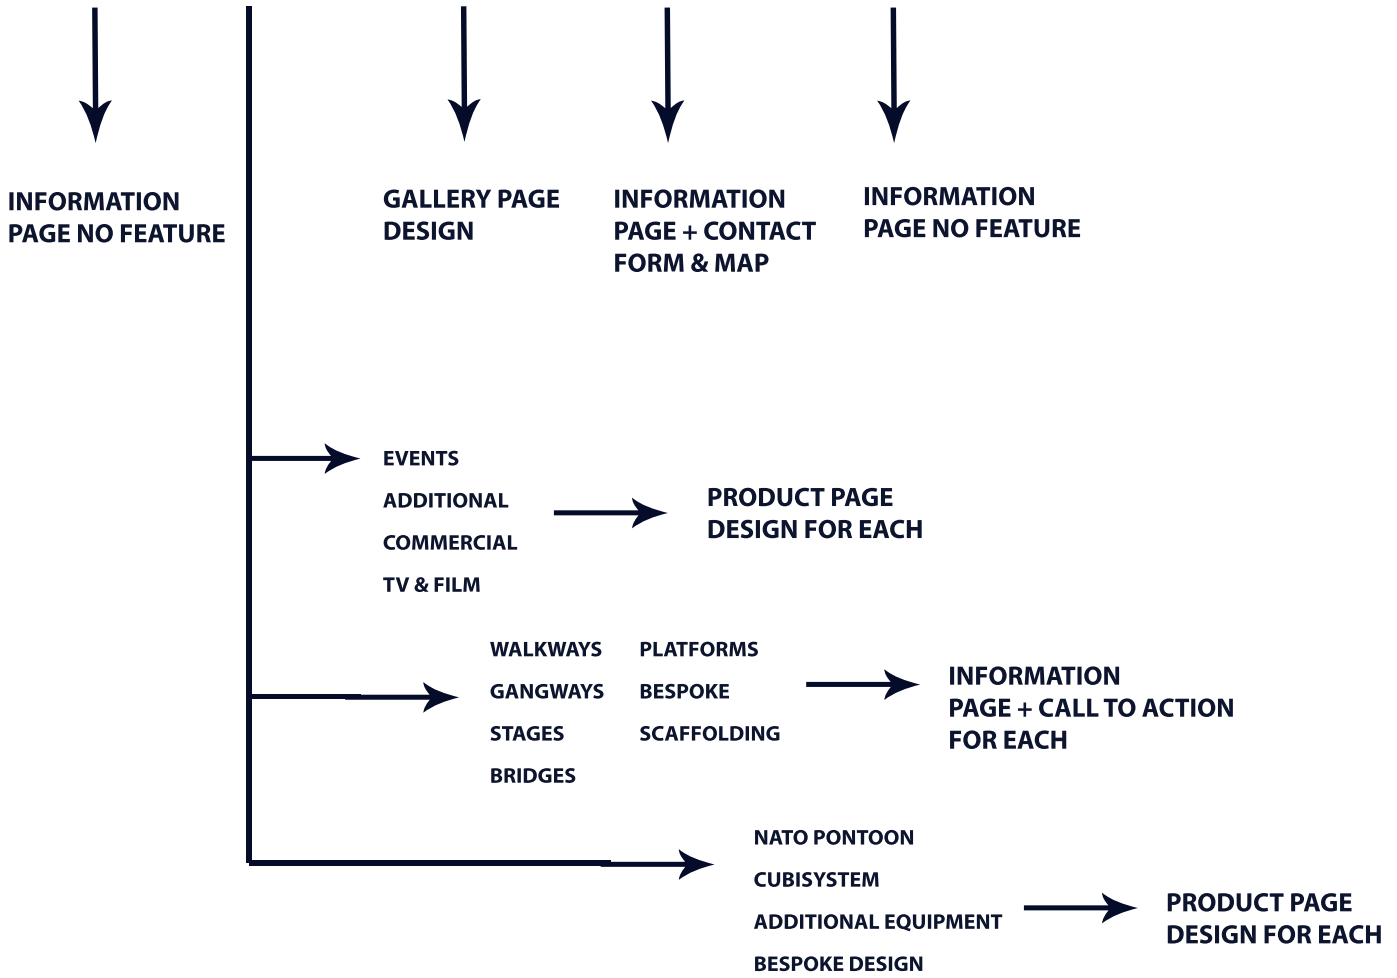 INFORMATION
PAGE NO FEATURE
GALLERY PAGE
DESIGN
INFORMATION
PAGE + CONTACT
FORM & MAP
INFORMATION
PAGE NO FEATURE
EVENTS
ADDITIONAL
COMMERCIAL
TV & FILM
PRODUCT PAGE
DESIGN FOR EACH
WALKWAYS
GANGWAYS
STAGES
BRIDGES
PLATFORMS
BESPOKE
SCAFFOLDING
INFORMATION
PAGE + CALL TO ACTION
FOR EACH
NATO PONTOON
CUBISYSTEM
ADDITIONAL EQUIPMENT
BESPOKE DESIGN
PRODUCT PAGE
DESIGN FOR EACH